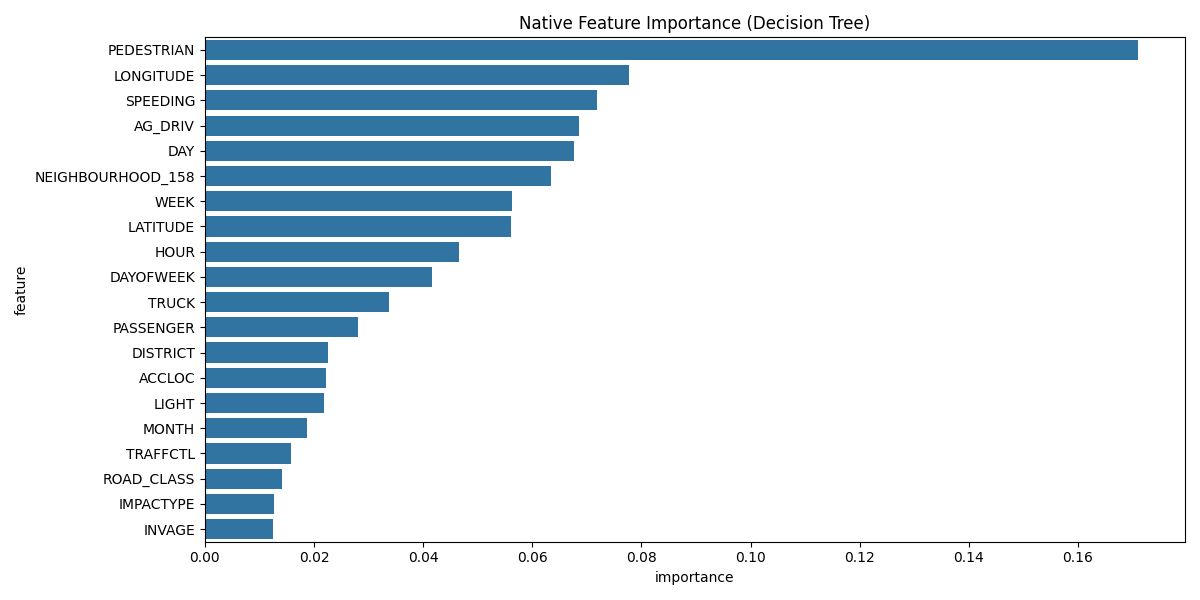 Native Feature Importance (Decision Tree)
PEDESTRIAN
LONGITUDE
SPEEDING
AG_DRIV
DAY
NEIGHBOURHOOD_158
WEEK
LATITUDE
HOUR
DAYOFWEEK
TRUCK
PASSENGER
DISTRICT
ACCLOC
LIGHT
MONTH
TRAFFCTL
ROAD_CLASS
IMPACTYPE
INVAGE
feature
0.00 0.02 0.04 0.06 0.08 0.10 0.12 0.14 0.16
importance